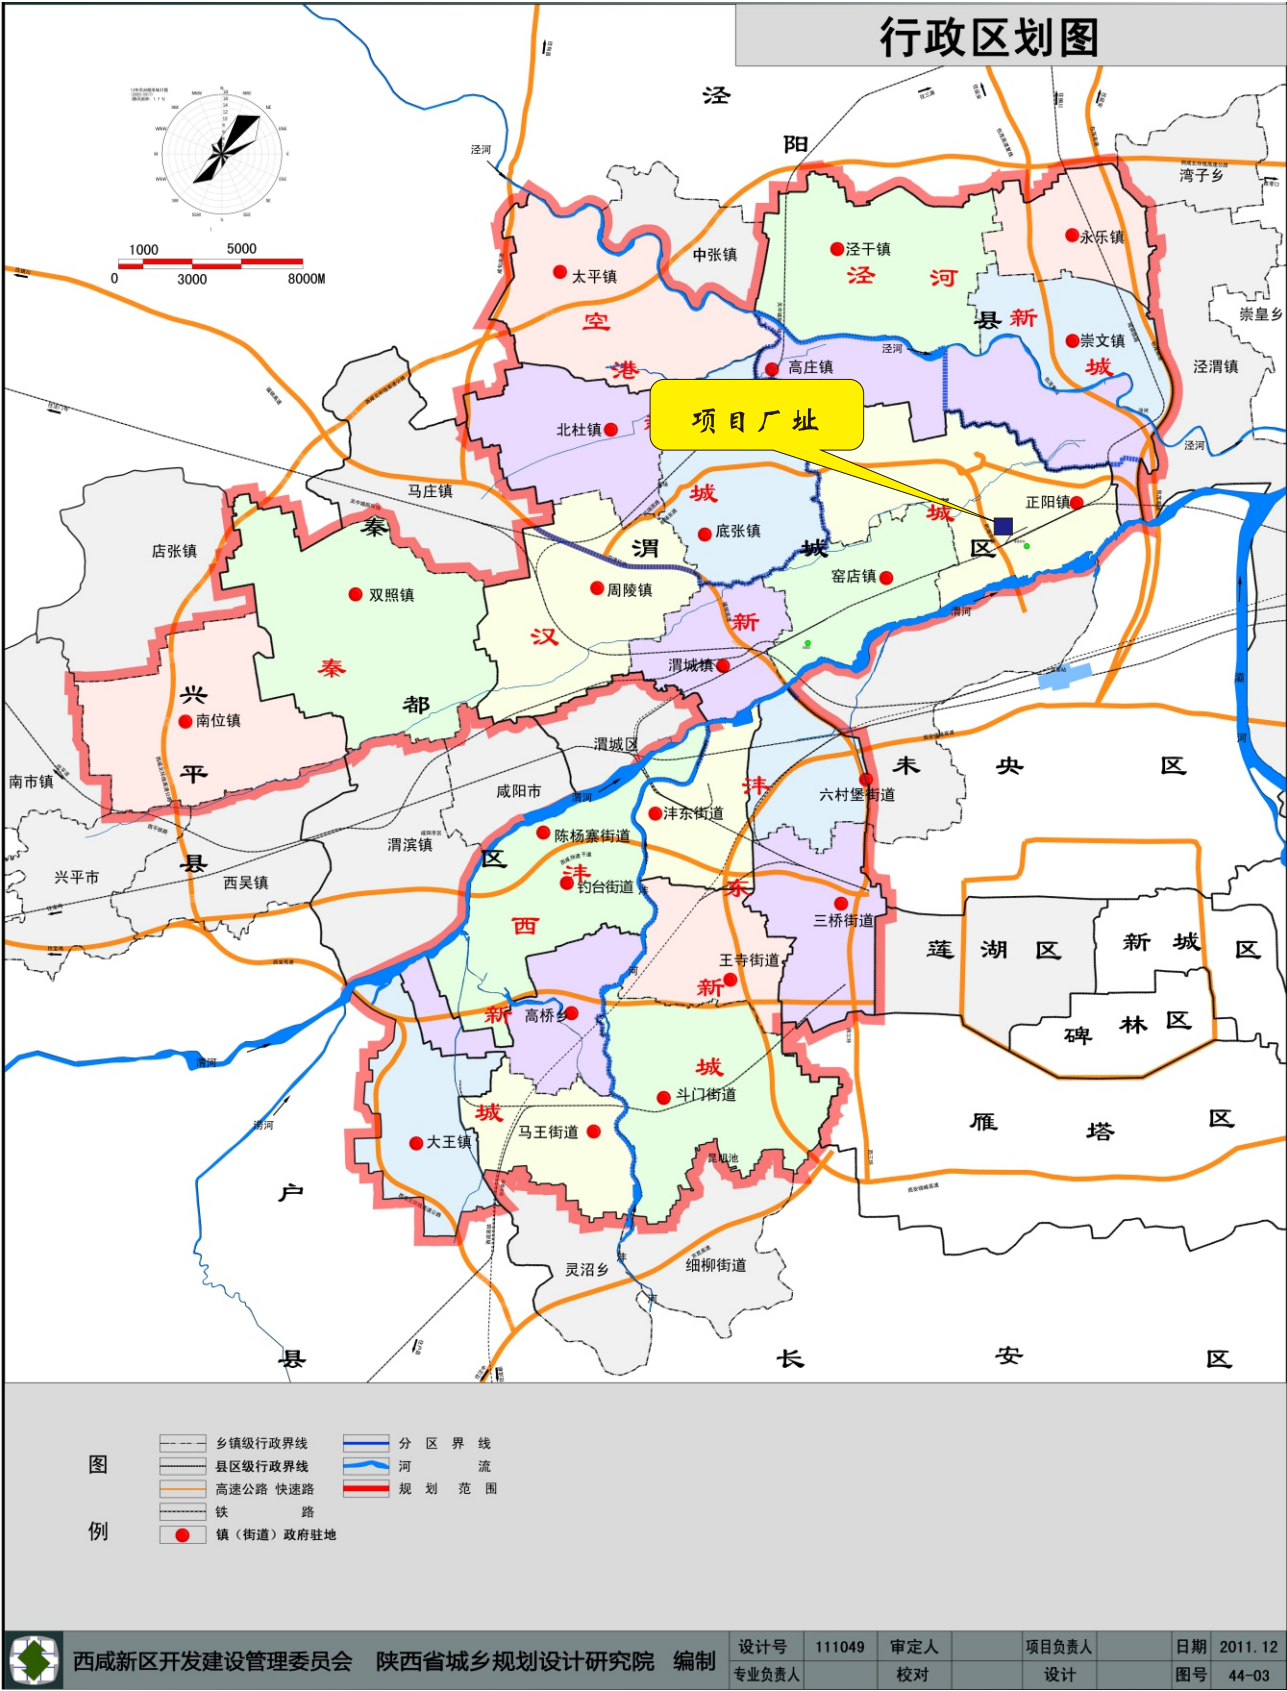 行政区划图
泾
阳
泾河
湾子乡
中张镇
泾干镇
永乐镇
太平镇
泾 河
1000 5000
0 3000 8000M
空
县
新
崇皇乡
崇文镇
泾河
港
高庄镇
城
泾渭镇
项目厂址
北杜镇
泾河
马庄镇
城
正阳镇
城
秦
底张镇
店张镇
渭
城
区
窑店镇
双照镇
周陵镇
渭河
汉
新
秦
渭城镇
兴
都
南位镇
渭城区
未 央 区
平
南市镇
咸阳市
渭河
沣
六村堡街道
沣东街道
陈杨寨街道
渭滨镇
区
县
兴平市
西吴镇
沣
钓台街道
沣
东
三桥街道
西
莲 湖 区
新 城 区
王寺街道
河
新
新
高桥乡
碑 林 区
渭河
城
斗门街道
城
涝河
马王街道
大王镇
雁 塔 区
昆明池
户
灵沼乡
沣
细柳街道
河
县
长 安 区
图
例
乡镇级行政界线
分 区 界 线
县区级行政界线
河 流
高速公路 快速路
规 划 范 围
铁 路
镇（街道）政府驻地
西咸新区开发建设管理委员会 陕西省城乡规划设计研究院 编制
设计号 111049 审定人 项目负责人 日期 2011.12
专业负责人 校对 设计 图号 44-03